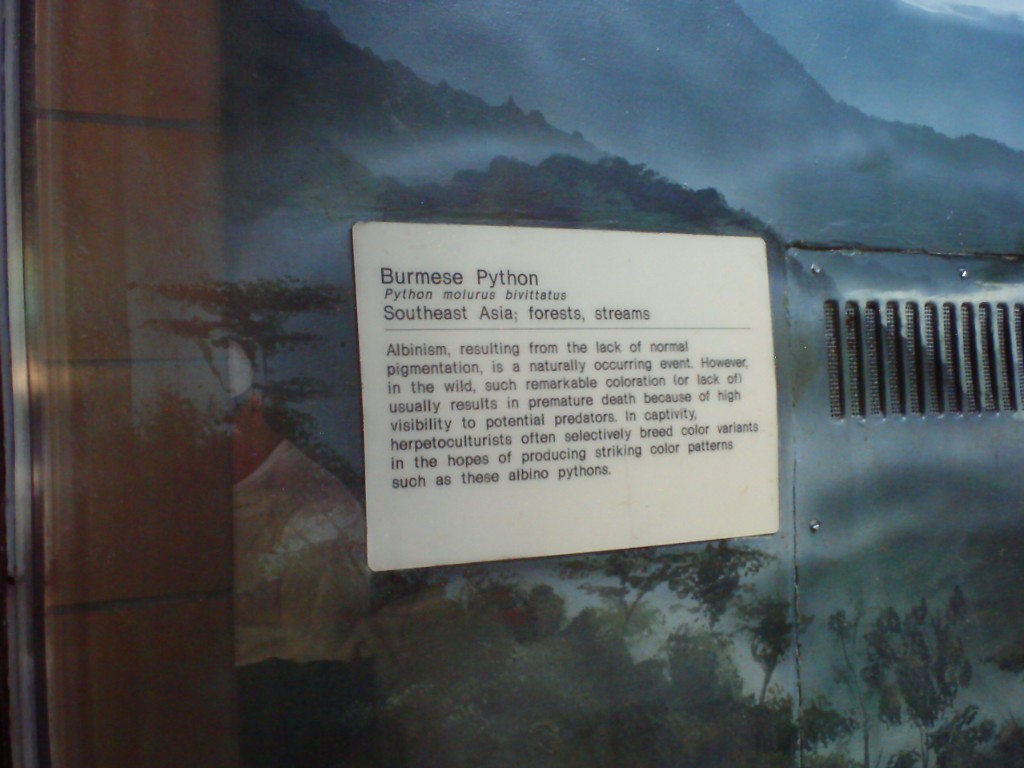 Burmese Python
Python molurus bivittatus
Southeast Asia; forests, streams
Albinism, resulting from the lack of normal
pigmentation, is a naturally occurring event. However,
in the wild, such remarkable coloration (or lack of)
usually results in premature death because of high
visibility to potential predators. In captivity,
herpetoculturists often selectively breed color variants
in the hopes of producing striking color patterns
such as these albino pythons.